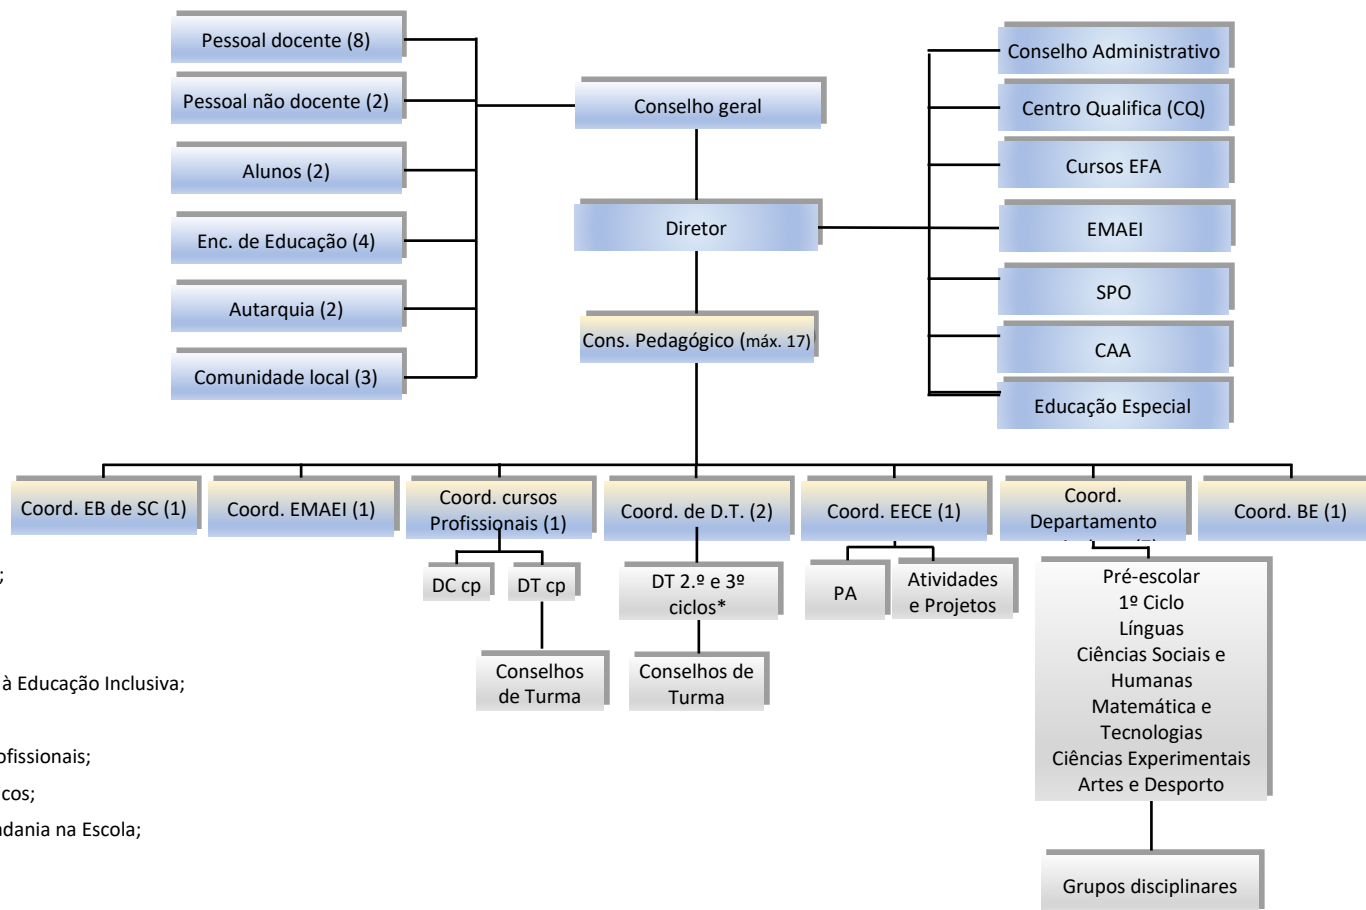 Pessoal docente (8)
Pessoal não docente (2)
Alunos (2)
Enc. de Educação (4)
Autarquia (2)
Comunidade local (3)
Conselho geral
Diretor
Cons. Pedagógico (máx. 17)
Conselho Administrativo
Centro Qualifica (CQ)
Cursos EFA
EMAEI
SPO
CAA
Educação Especial
Coord. EB de SC (1)
Coord. EMAEI (1)
Coord. cursos
Profissionais (1)
Coord. de D.T. (2)
Coord. EECE (1)
Coord.
Departamento
Coord. BE (1)
DC cp
DT cp
Conselhos
de Turma
DT 2.º e 3º
ciclos*
Conselhos de
Turma
PA
Atividades
e Projetos
Pré-escolar
1º Ciclo
Línguas
Ciências Sociais e
Humanas
Matemática e
Tecnologias
Ciências Experimentais
Artes e Desporto
Grupos disciplinares
;
à Educação Inclusiva;
ofissionais;
cos;
dania na Escola;